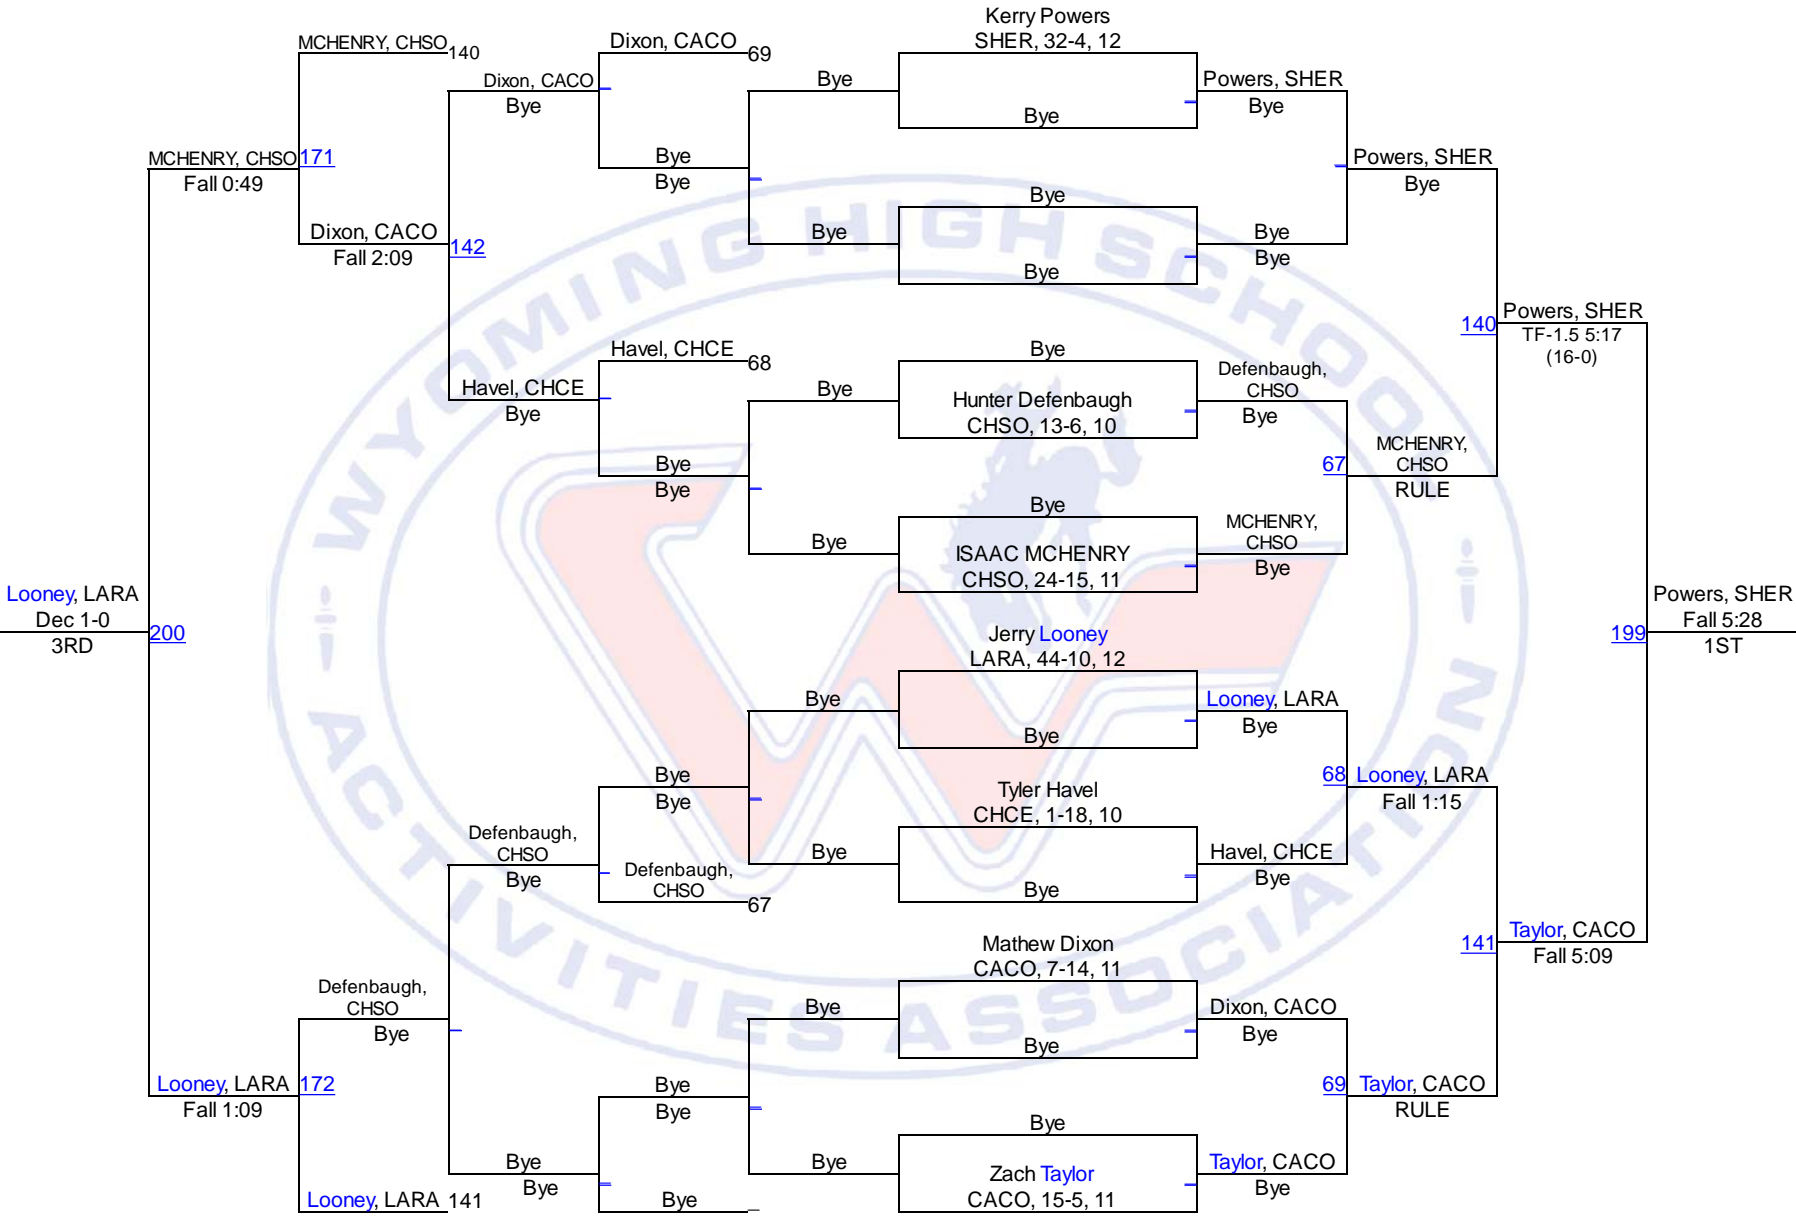 MCHENRY, CHSO
140
171
MCHENRY, CHSO
Fall 0:49
Dixon, CACO
Fall 2:09
142
Dixon, CACO
Bye
Dixon, CACO
69
Bye
Bye
Bye
Bye
Havel, CHCE
Bye
Havel, CHCE
68
Bye
Bye
Bye
Bye
Looney, LARA
Dec 1-0
3RD
200
Looney, LARA
Fall 1:09
172
Defenbaugh,
CHSO
Bye
Looney, LARA
141
Defenbaugh,
CHSO
Bye
Bye
Bye
Defenbaugh,
CHSO
67
Bye
Bye
Bye
Bye
Bye
Bye
Bye
Bye
Bye
Kerry Powers
SHER, 32-4, 12
Bye
Bye
Bye
Bye
Hunter Defenbaugh
CHSO, 13-6, 10
Bye
ISAAC MCHENRY
CHSO, 24-15, 11
Jerry Looney
LARA, 44-10, 12
Bye
Tyler Havel
CHCE, 1-18, 10
Bye
Mathew Dixon
CACO, 7-14, 11
Bye
Bye
Zach Taylor
CACO, 15-5, 11
Powers, SHER
Bye
Bye
Bye
Defenbaugh,
CHSO
Bye
MCHENRY,
CHSO
Bye
Looney, LARA
Bye
Havel, CHCE
Bye
Dixon, CACO
Bye
Taylor, CACO
Bye
Powers, SHER
Bye
67
MCHENRY,
CHSO
RULE
68
Looney, LARA
Fall 1:15
69
Taylor, CACO
RULE
140
Powers, SHER
TF-1.5 5:17
(16-0)
141
Taylor, CACO
Fall 5:09
199
Powers, SHER
Fall 5:28
1ST
WYOMING HIGH SCHOOL
ACTIVITIES ASSOCIATION